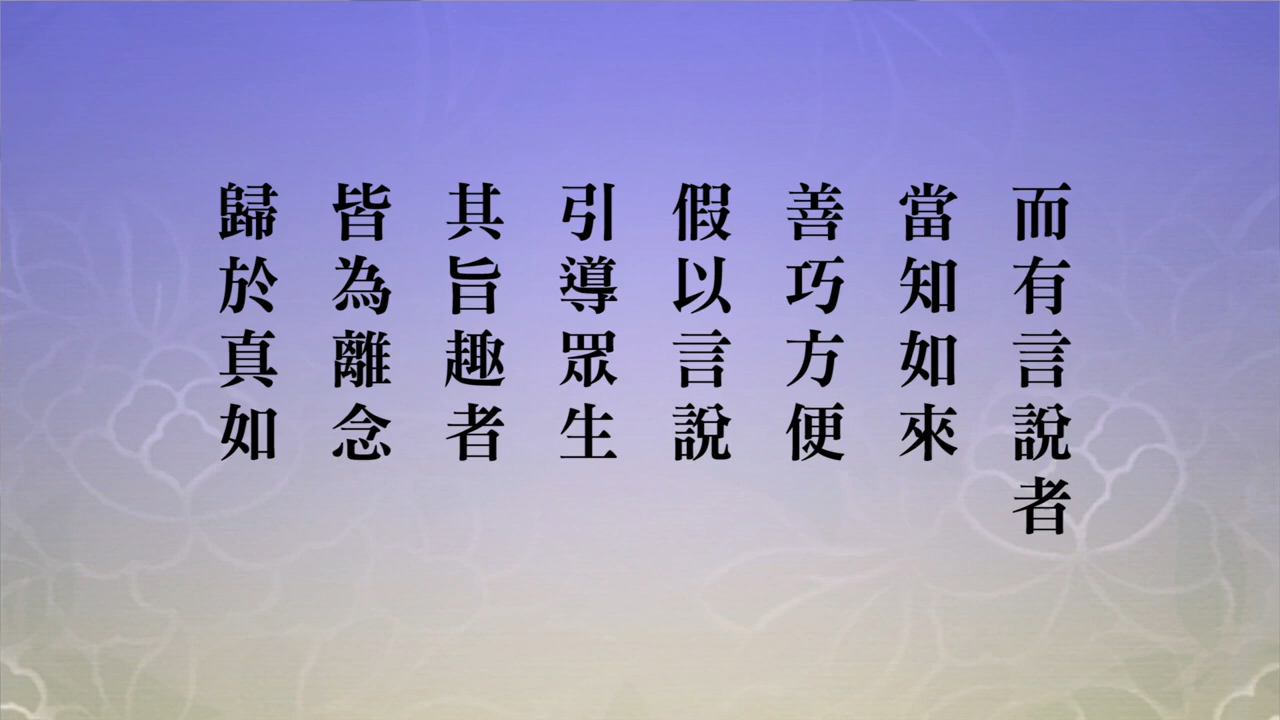 而有言說者
當知如來
善巧方便
假以言說
引導眾生
其旨趣者
皆為離念
歸於真如